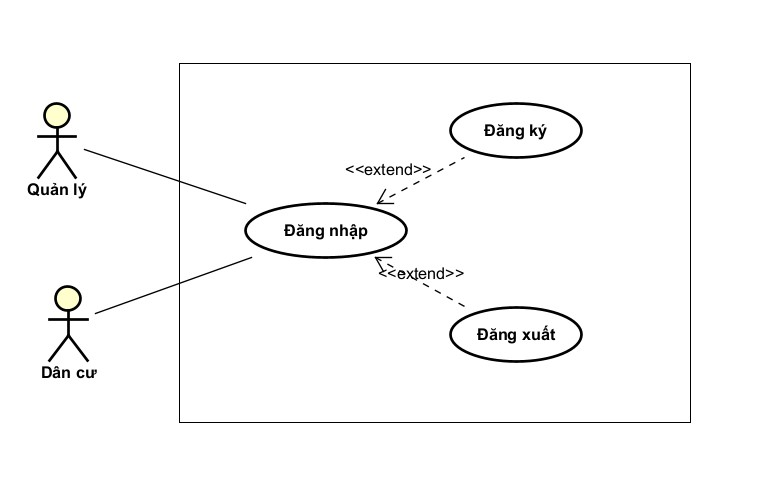 Đăng ký
<<extend>>
Quản lý
Đăng nhập
<<extend>>
Đăng xuất
Dân cư